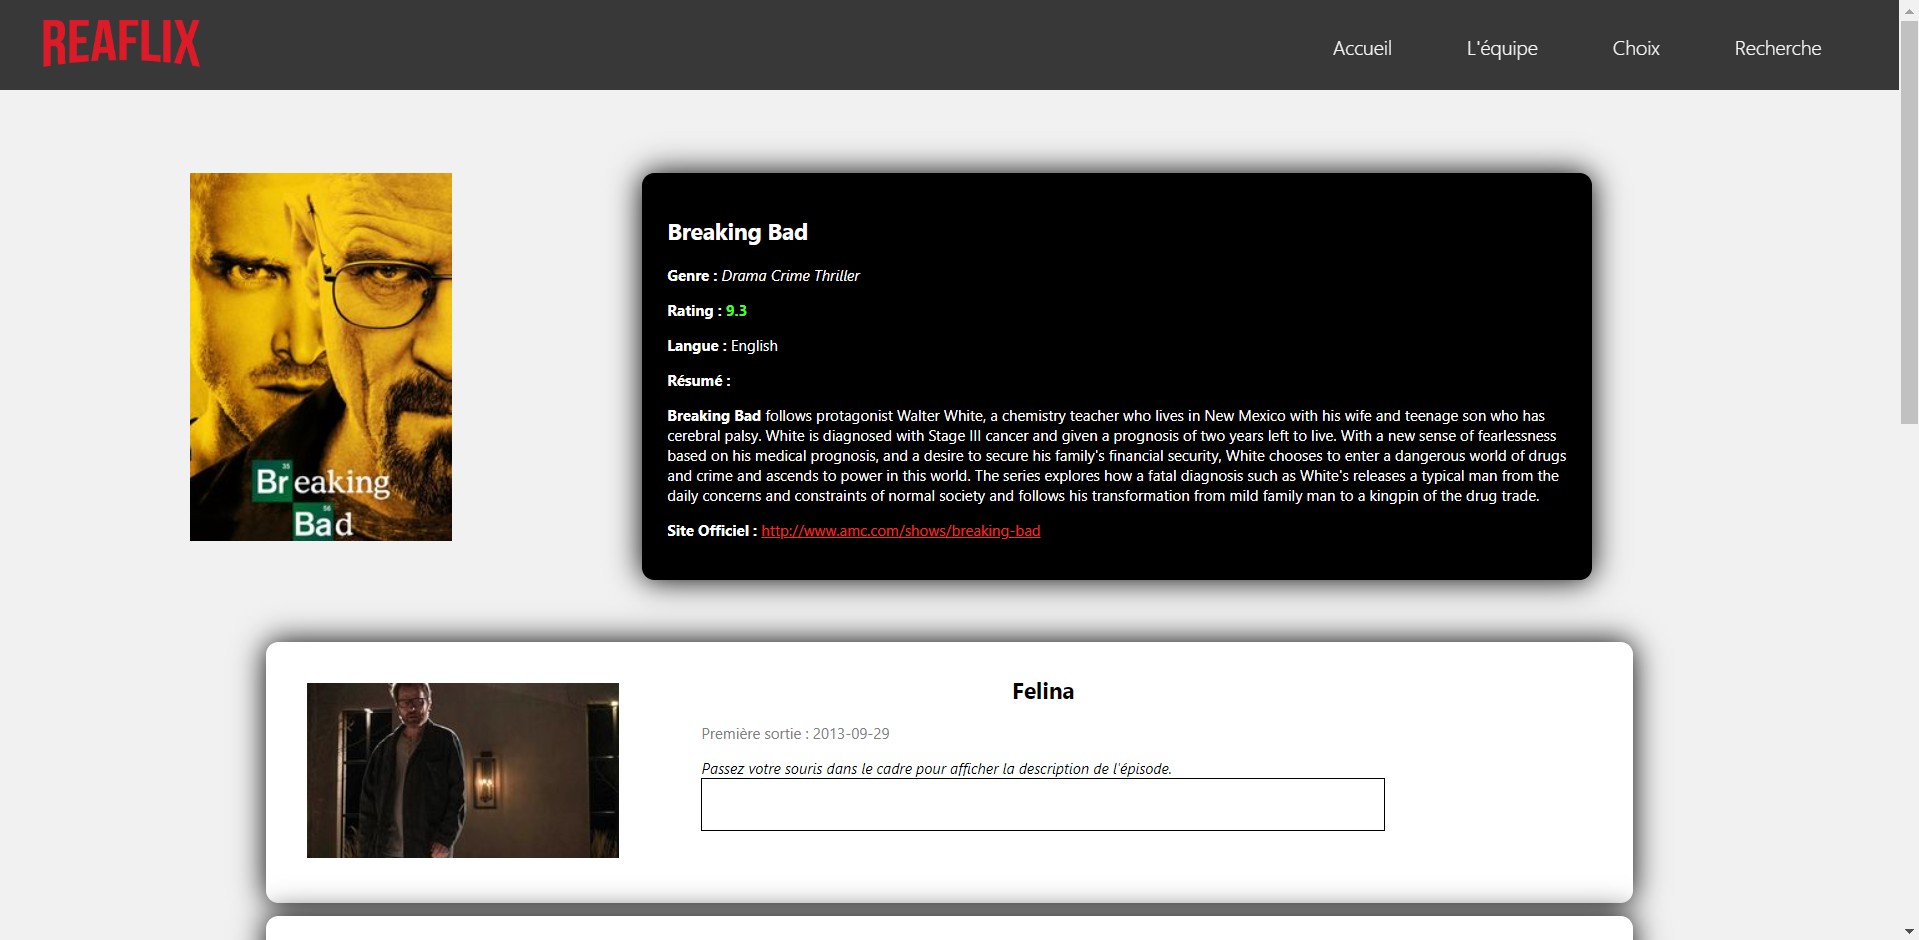 REAFLIX
Accueil L'équipe Choix Recherche
35
Breaking
56
Bad
Breaking Bad
Genre : Drama Crime Thriller
Rating : 9.3
Langue : English
Résumé :
Breaking Bad follows protagonist Walter White, a chemistry teacher who lives in New Mexico with his wife and teenage son who has
cerebral palsy. White is diagnosed with Stage III cancer and given a prognosis of two years left to live. With a new sense of fearlessness
based on his medical prognosis, and a desire to secure his family's financial security, White chooses to enter a dangerous world of drugs
and crime and ascends to power in this world. The series explores how a fatal diagnosis such as White's releases a typical man from the
daily concerns and constraints of normal society and follows his transformation from mild family man to a kingpin of the drug trade.
Site Officiel : http://www.amc.com/shows/breaking-bad
Felina
Première sortie : 2013-09-29
Passez votre souris dans le cadre pour afficher la description de l'épisode.